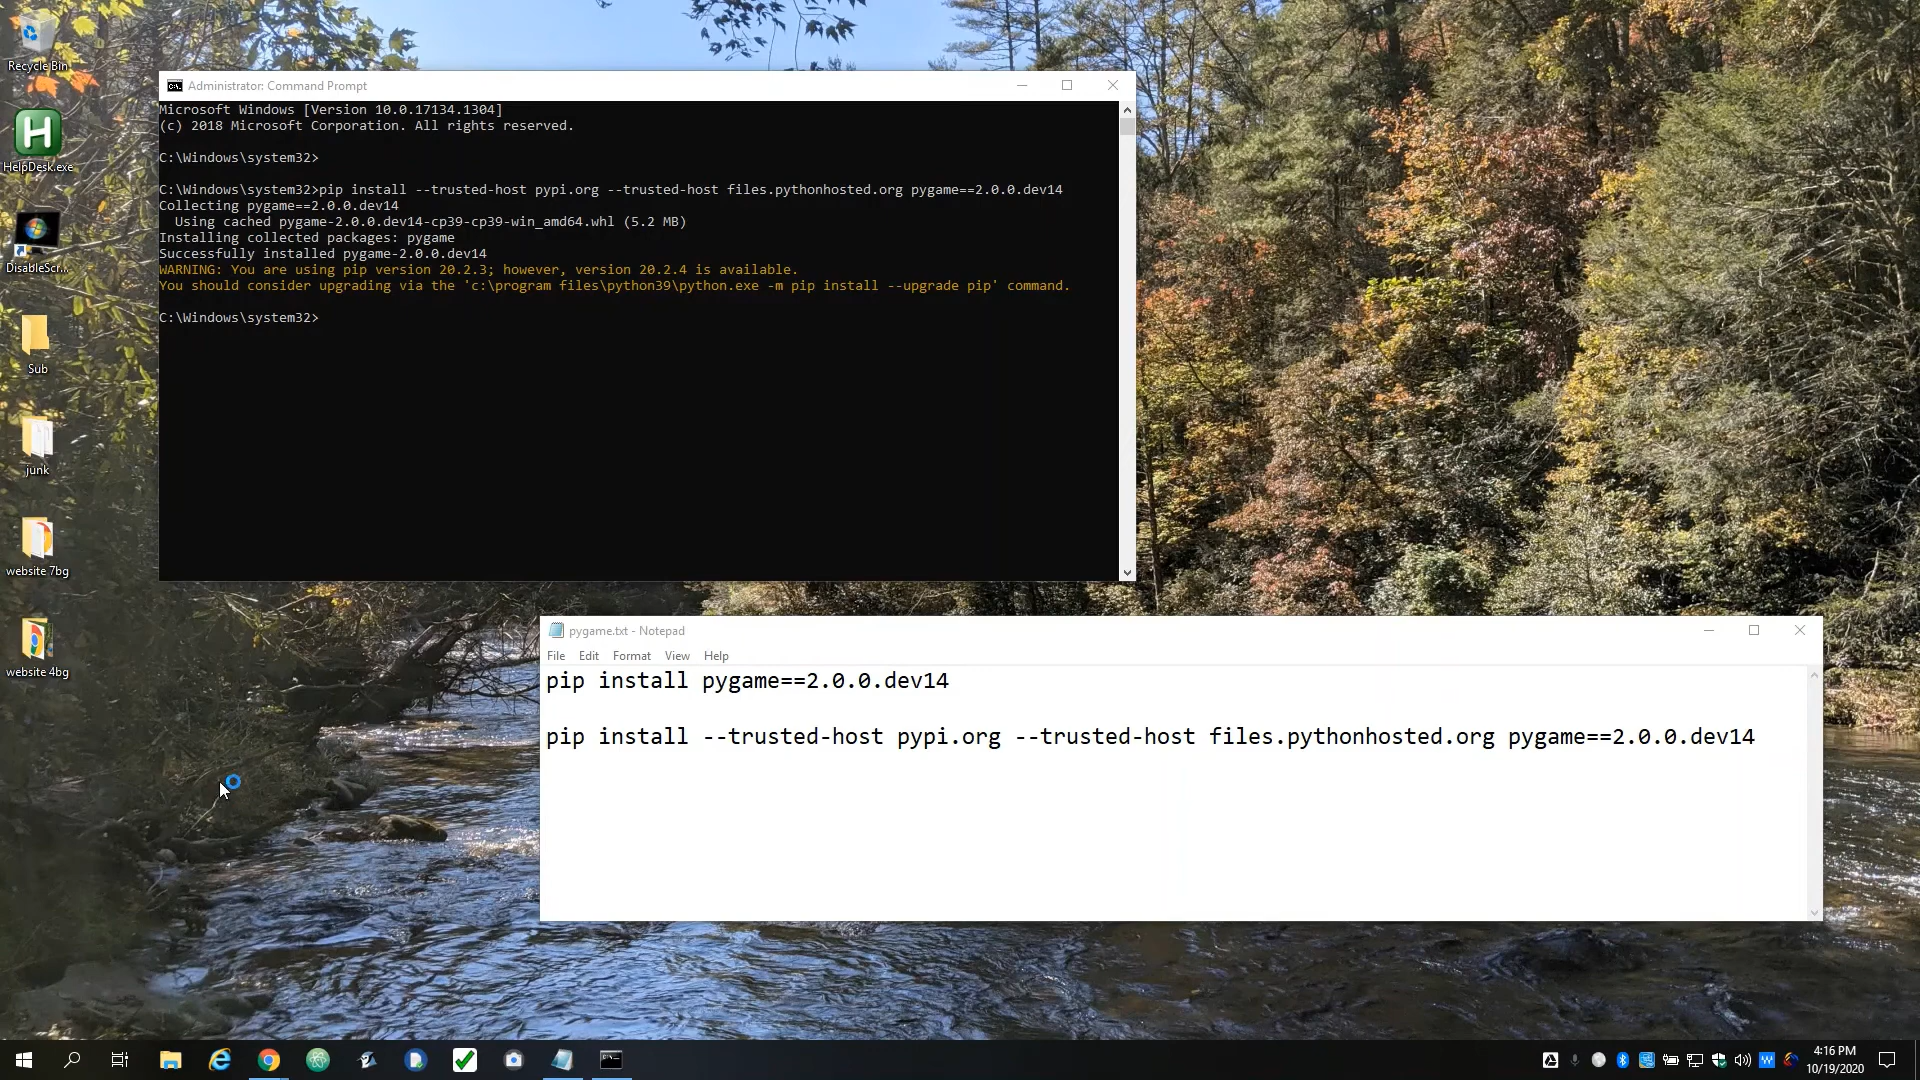 Recycle Bin
HelpDesk.exe
DisableScr...
Sub
junk
website 7bg
website 4bg
Administrator: Command Prompt
Microsoft Windows [Version 10.0.17134.1304]
(c) 2018 Microsoft Corporation. All rights reserved.
C:\Windows\system32>
C:\Windows\system32>pip install --trusted-host pypi.org --trusted-host files.pythonhosted.org pygame==2.0.0.dev14
Collecting pygame==2.0.0.dev14
Using cached pygame-2.0.0.dev14-cp39-cp39-win_amd64.whl (5.2 MB)
Installing collected packages: pygame
Successfully installed pygame-2.0.0.dev14
WARNING: You are using pip version 20.2.3; however, version 20.2.4 is available.
You should consider upgrading via the 'c:\program files\python39\python.exe -m pip install --upgrade pip' command.
C:\Windows\system32>
pygame.txt - Notepad
File Edit Format View Help
pip install pygame==2.0.0.dev14
pip install --trusted-host pypi.org --trusted-host files.pythonhosted.org pygame==2.0.0.dev14
4:16 PM
10/19/2020